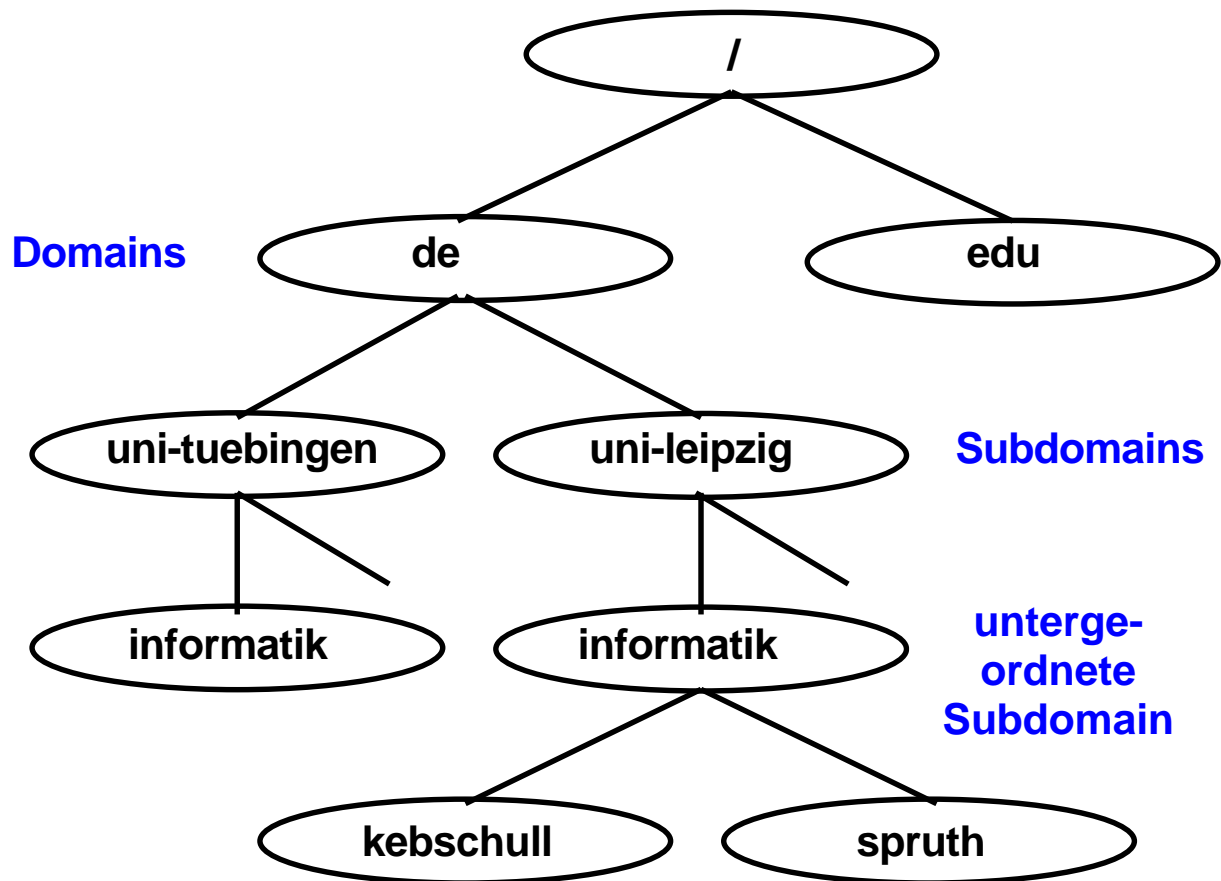 /
Domains
de
edu
uni-tuebingen
uni-leipzig
Subdomains
informatik
informatik
unterge-
ordnete
Subdomain
kebschull
spruth